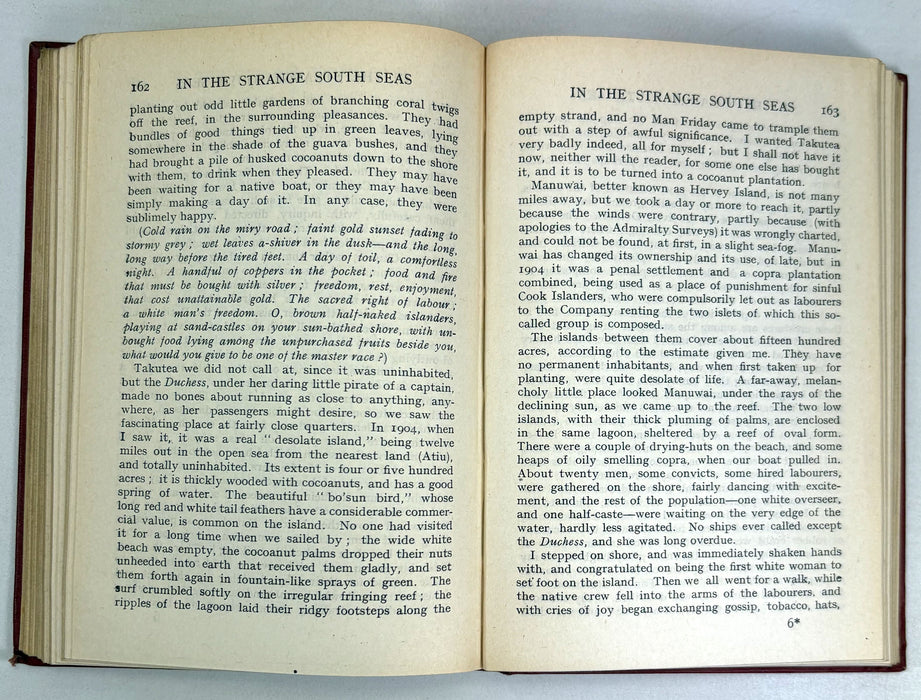 162 IN THE STRANGE SOUTH SEAS
planting out odd little gardens of branching coral twigs
off the reef, in the surrounding pleasances. They had
bundles of good things tied up in green leaves, lying
somewhere in the shade of the guava bushes, and they
had brought a pile of husked cocoanuts down to the shore
with them, to drink when they pleased. They may have
been waiting for a native boat, or they may have been
simply making a day of it. In any case, they were
sublimely happy.
(Cold rain on the miry road; faint gold sunset fading to
stormy grey; wet leaves a-shiver in the dusk—and the long,
long way before the tired feet. A day of toil, a comfortless
night. A handful of coppers in the pocket; food and fire
that must be bought with silver; freedom, rest, enjoyment,
that cost unattainable gold. The sacred right of labour;
a white man's freedom. O, brown half-naked islanders,
playing at sand-castles on your sun-bathed shore, with un-
bought food lying among the unpurchased fruits beside you,
what would you give to be one of the master race?)
Takutea we did not call at, since it was uninhabited,
but the Duchess, under her daring little pirate of a captain,
made no bones about running as close to anything, any-
where, as her passengers might desire, so we saw the
fascinating place at fairly close quarters. In 1904, when
I saw it, it was a real "desolate island," being twelve
miles out in the open sea from the nearest land (Atiu),
and totally uninhabited. Its extent is four or five hundred
acres; it is thickly wooded with cocoanuts, and has a good
spring of water. The beautiful "bo'sun bird," whose
long red and white tail feathers have a considerable commer-
cial value, is common on the island. No one had visited
it for a long time when we sailed by; the wide white
beach was empty, the cocoanut palms dropped their nuts
unheeded into earth that received them gladly, and set
them forth again in fountain-like sprays of green. The
surf crumbled softly on the irregular fringing reef; the
ripples of the lagoon laid their ridgy footsteps along the
IN THE STRANGE SOUTH SEAS 163
empty strand, and no Man Friday came to trample them
out with a step of awful significance. I wanted Takutea
very badly indeed, all for myself; but I shall not have it
now, neither will the reader, for some one else has bought
it, and it is to be turned into a cocoanut plantation.
Manuwai, better known as Hervey Island, is not many
miles away, but we took a day or more to reach it, partly
because the winds were contrary, partly because (with
apologies to the Admiralty Surveys) it was wrongly charted,
and could not be found, at first, in a slight sea-fog. Manu-
wai has changed its ownership and its use, of late, but in
1904 it was a penal settlement and a copra plantation
combined, being used as a place of punishment for sinful
Cook Islanders, who were compulsorily let out as labourers
to the Company renting the two islets of which this so-
called group is composed.
The islands between them cover about fifteen hundred
acres, according to the estimate given me. They have
no permanent inhabitants, and when first taken up for
planting, were quite desolate of life. A far-away, melan-
choly little place looked Manuwai, under the rays of the
declining sun, as we came up to the reef. The two low
islands, with their thick pluming of palms, are enclosed
in the same lagoon, sheltered by a reef of oval form.
There were a couple of drying-huts on the beach, and some
heaps of oily smelling copra, when our boat pulled in.
About twenty men, some convicts, some hired labourers,
were gathered on the shore, fairly dancing with excite-
ment, and the rest of the population—one white overseer,
and one half-caste—were waiting on the very edge of the
water, hardly less agitated. No ships ever called except
the Duchess, and she was long overdue.
I stepped on shore, and was immediately shaken hands
with, and congratulated on being the first white woman to
set foot on the island. Then we all went for a walk, while
the native crew fell into the arms of the labourers, and
with cries of joy began exchanging gossip, tobacco, hats,
6*